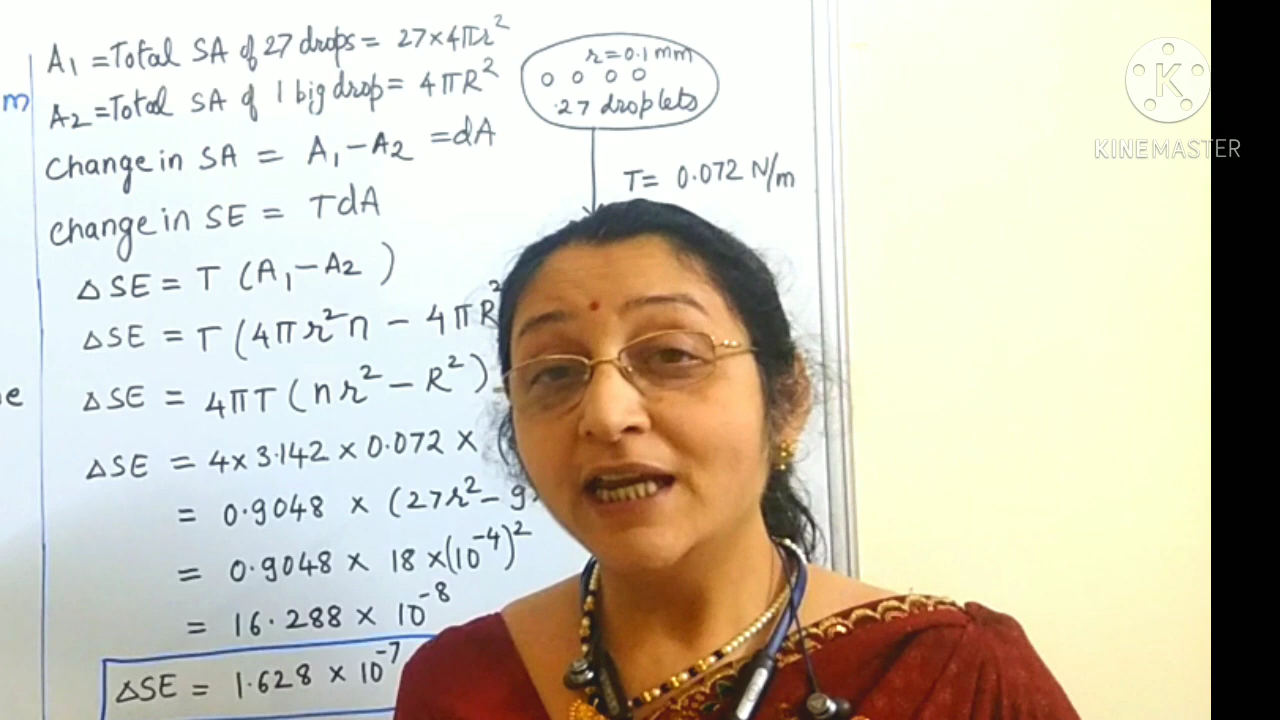 A₁ = Total SA of 27 drops = 27 × 4πr²
A₂ = Total SA of 1 big drop = 4πR²
Change in SA = A₁ − A₂ = dA
Change in SE = TdA
ΔSE = T (A₁ − A₂)
ΔSE = T (4πr²n − 4πR²
ΔSE = 4πT (nr² − R²)
ΔSE = 4 × 3.142 × 0.072 × (
= 0.9048 × (27r² − 9
= 0.9048 × 18 × (10⁻⁴)²
= 16.288 × 10⁻⁸
ΔSE = 1.628 × 10⁻⁷
m
e
r = 0.1 mm
27 droplets
T = 0.072 N/m
K
KINEMASTER